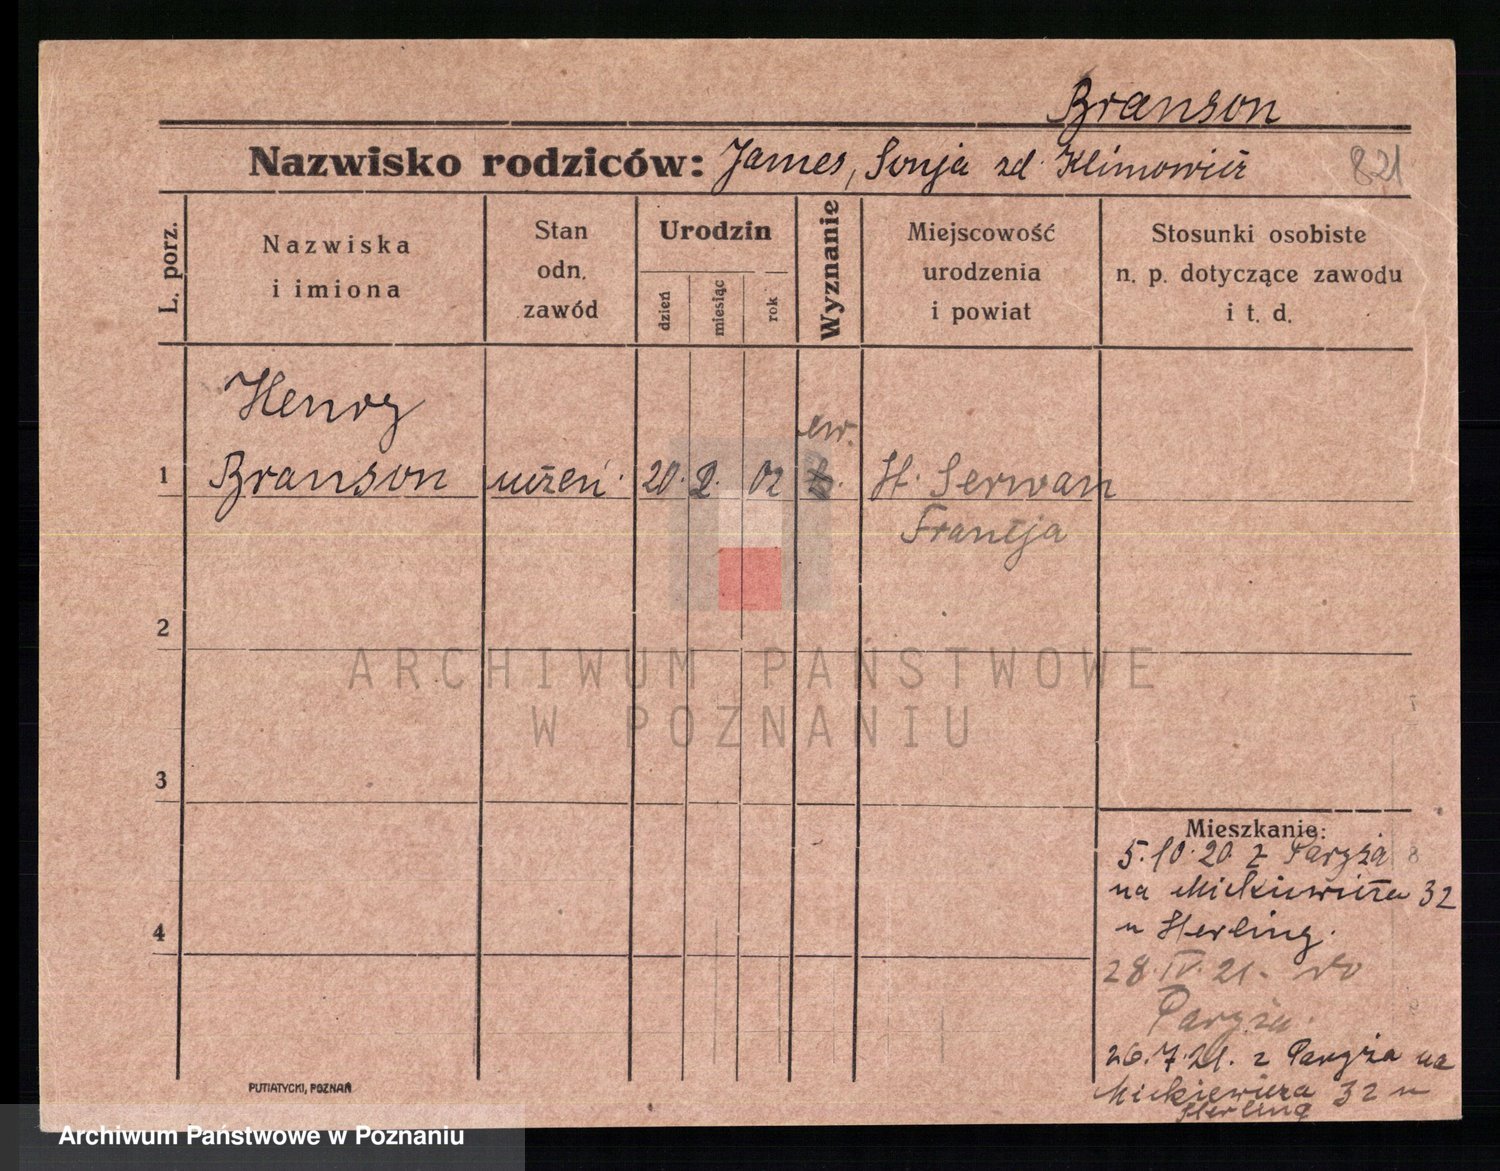 Branson
Nazwisko rodziców: James, Sonja zd. Klimowicz
821
L. porz.
Nazwiska
i imiona
Stan
odn.
zawód
Urodzin
dzień
miesiąc
rok
Wyznanie
Miejscowość
urodzenia
i powiat
Stosunki osobiste
n. p. dotyczące zawodu
i t. d.
Henry
ew.
1 Branson uczeń 20. 2. 02 St. Serwan
Francja
2
ARCHIWUM PAŃSTWOWE
W POZNANIU
3
Mieszkanie:
5.10.20 z Paryża
na Mickiewicza 32
u Herling.
4
28.IV.21. do
Paryża.
26.7.21. z Paryża na
Mickiewicza 32 u
Herling
PUTIATYCKI, POZNAŃ
Archiwum Państwowe w Poznaniu